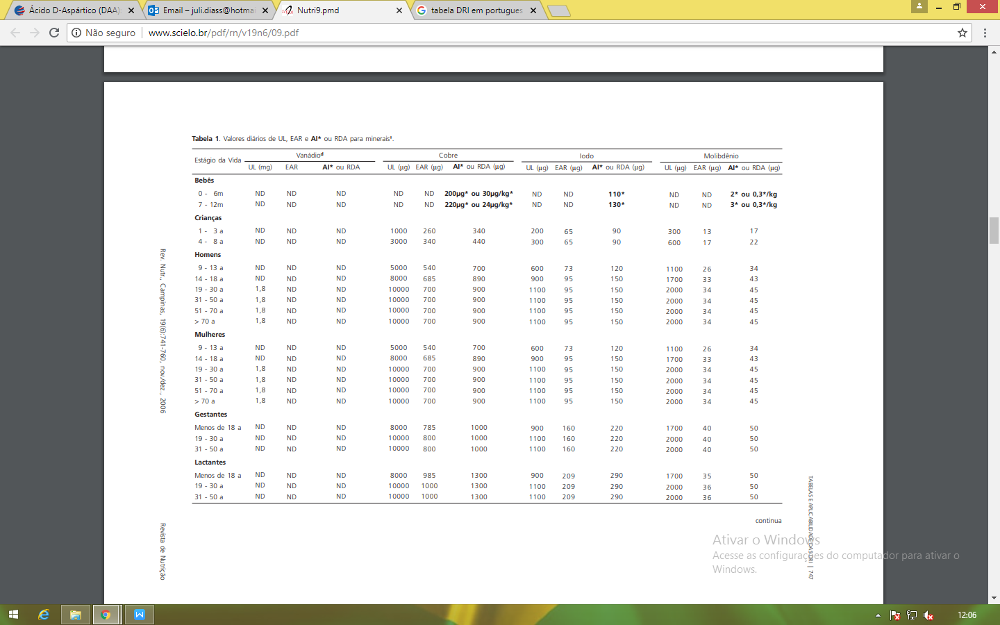 Ácido D-Aspártico (DAA)
Email – juli.diass@hotma
Nutri9.pmd
tabela DRI em portugues
Não seguro
www.scielo.br/pdf/rn/v19n6/09.pdf
Tabela 1. Valores diários de UL, EAR e AI* ou RDA para minerais†.
Estágio da Vida Vanádioᵈ Cobre Iodo Molibdênio
UL (mg) EAR AI* ou RDA UL (µg) EAR (µg) AI* ou RDA (µg) UL (µg) EAR (µg) AI* ou RDA (µg) UL (µg) EAR (µg) AI* ou RDA (µg)
Bebês
0 - 6m ND ND ND ND ND 200µg* ou 30µg/kg* ND ND 110* ND ND 2* ou 0,3*/kg
7 - 12m ND ND ND ND ND 220µg* ou 24µg/kg* ND ND 130* ND ND 3* ou 0,3*/kg
Crianças
1 - 3 a ND ND ND 1000 260 340 200 65 90 300 13 17
4 - 8 a ND ND ND 3000 340 440 300 65 90 600 17 22
Homens
9 - 13 a ND ND ND 5000 540 700 600 73 120 1100 26 34
14 - 18 a ND ND ND 8000 685 890 900 95 150 1700 33 43
19 - 30 a 1,8 ND ND 10000 700 900 1100 95 150 2000 34 45
31 - 50 a 1,8 ND ND 10000 700 900 1100 95 150 2000 34 45
51 - 70 a 1,8 ND ND 10000 700 900 1100 95 150 2000 34 45
> 70 a 1,8 ND ND 10000 700 900 1100 95 150 2000 34 45
Mulheres
9 - 13 a ND ND ND 5000 540 700 600 73 120 1100 26 34
14 - 18 a ND ND ND 8000 685 890 900 95 150 1700 33 43
19 - 30 a 1,8 ND ND 10000 700 900 1100 95 150 2000 34 45
31 - 50 a 1,8 ND ND 10000 700 900 1100 95 150 2000 34 45
51 - 70 a 1,8 ND ND 10000 700 900 1100 95 150 2000 34 45
> 70 a 1,8 ND ND 10000 700 900 1100 95 150 2000 34 45
Gestantes
Menos de 18 a ND ND ND 8000 785 1000 900 160 220 1700 40 50
19 - 30 a ND ND ND 10000 800 1000 1100 160 220 2000 40 50
31 - 50 a ND ND ND 10000 800 1000 1100 160 220 2000 40 50
Lactantes
Menos de 18 a ND ND ND 8000 985 1300 900 209 290 1700 35 50
19 - 30 a ND ND ND 10000 1000 1300 1100 209 290 2000 36 50
31 - 50 a ND ND ND 10000 1000 1300 1100 209 290 2000 36 50
continua
Rev. Nutr., Campinas, 19(6):741-760, nov./dez., 2006
Revista de Nutrição
TABELAS E APLICABILIDADE DAS DRI | 747
Ativar o Windows
Acesse as configurações do computador para ativar o
Windows.
12:06